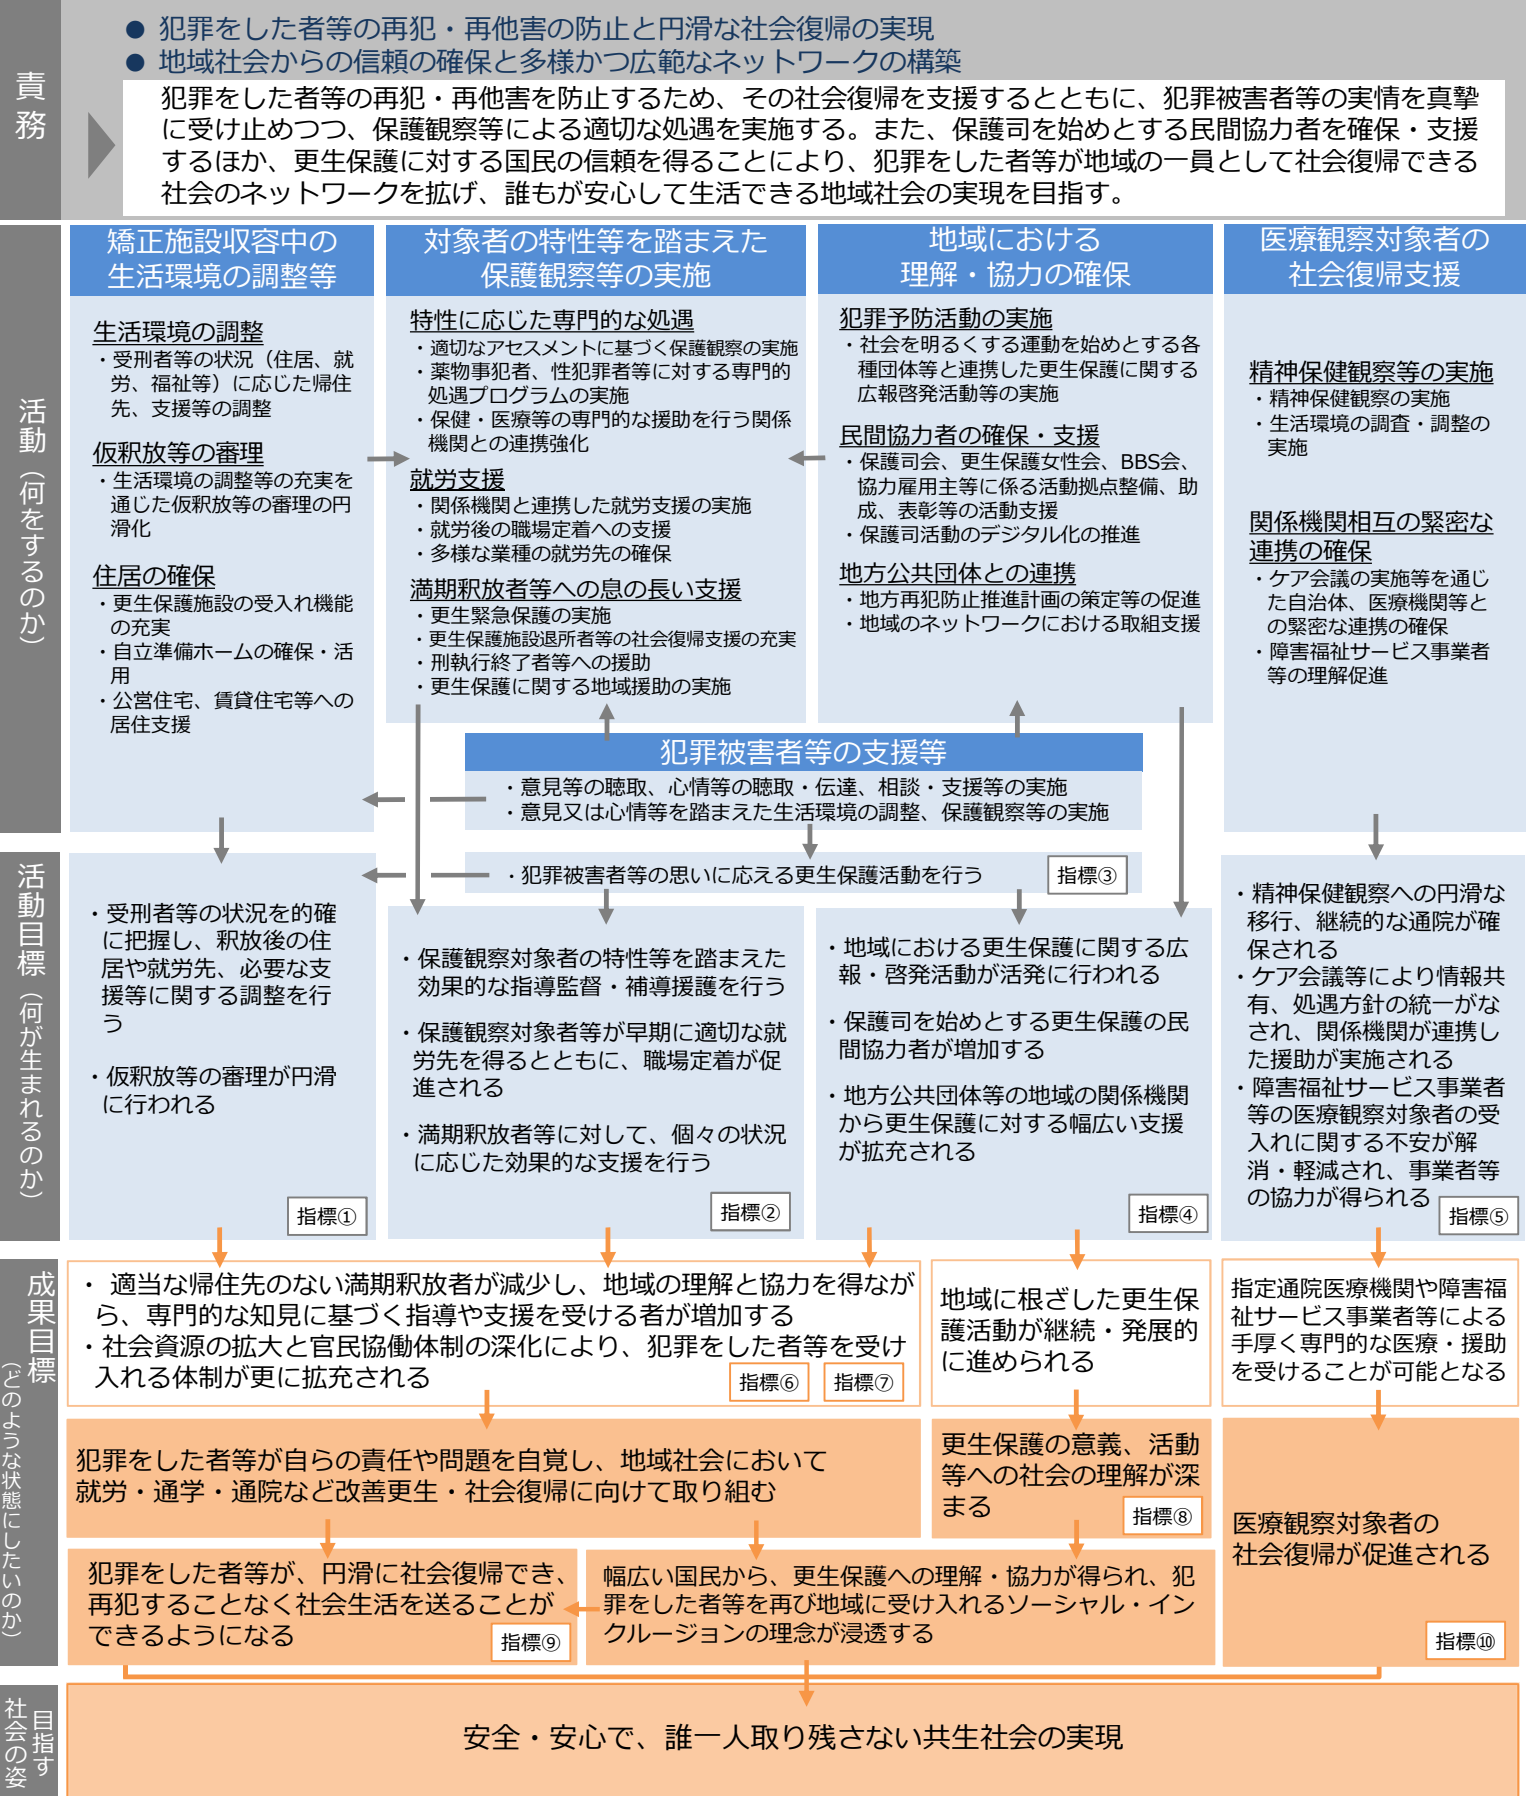 責務
● 犯罪をした者等の再犯・再他害の防止と円滑な社会復帰の実現
● 地域社会からの信頼の確保と多様かつ広範なネットワークの構築
犯罪をした者等の再犯・再他害を防止するため、その社会復帰を支援するとともに、犯罪被害者等の実情を真摯
に受け止めつつ、保護観察等による適切な処遇を実施する。また、保護司を始めとする民間協力者を確保・支援
するほか、更生保護に対する国民の信頼を得ることにより、犯罪をした者等が地域の一員として社会復帰できる
社会のネットワークを拡げ、誰もが安心して生活できる地域社会の実現を目指す。
活動（何をするのか）
矯正施設収容中の
生活環境の調整等
生活環境の調整
・受刑者等の状況（住居、就
労、福祉等）に応じた帰住
先、支援等の調整
仮釈放等の審理
・生活環境の調整等の充実を
通じた仮釈放等の審理の円
滑化
住居の確保
・更生保護施設の受入れ機能
の充実
・自立準備ホームの確保・活
用
・公営住宅、賃貸住宅等への
居住支援
対象者の特性等を踏まえた
保護観察等の実施
特性に応じた専門的な処遇
・適切なアセスメントに基づく保護観察の実施
・薬物事犯者、性犯罪者等に対する専門的
処遇プログラムの実施
・保健・医療等の専門的な援助を行う関係
機関との連携強化
就労支援
・関係機関と連携した就労支援の実施
・就労後の職場定着への支援
・多様な業種の就労先の確保
満期釈放者等への息の長い支援
・更生緊急保護の実施
・更生保護施設退所者等の社会復帰支援の充実
・刑執行終了者等への援助
・更生保護に関する地域援助の実施
地域における
理解・協力の確保
犯罪予防活動の実施
・社会を明るくする運動を始めとする各
種団体等と連携した更生保護に関する
広報啓発活動等の実施
民間協力者の確保・支援
・保護司会、更生保護女性会、BBS会、
協力雇用主等に係る活動拠点整備、助
成、表彰等の活動支援
・保護司活動のデジタル化の推進
地方公共団体との連携
・地方再犯防止推進計画の策定等の促進
・地域のネットワークにおける取組支援
医療観察対象者の
社会復帰支援
精神保健観察等の実施
・精神保健観察の実施
・生活環境の調査・調整の
実施
関係機関相互の緊密な
連携の確保
・ケア会議の実施等を通じ
た自治体、医療機関等と
の緊密な連携の確保
・障害福祉サービス事業者
等の理解促進
犯罪被害者等の支援等
・意見等の聴取、心情等の聴取・伝達、相談・支援等の実施
・意見又は心情等を踏まえた生活環境の調整、保護観察等の実施
活動目標（何が生まれるのか）
・犯罪被害者等の思いに応える更生保護活動を行う
指標③
・受刑者等の状況を的確
に把握し、釈放後の住
居や就労先、必要な支
援等に関する調整を行
う
・仮釈放等の審理が円滑
に行われる
指標①
・保護観察対象者の特性等を踏まえた
効果的な指導監督・補導援護を行う
・保護観察対象者等が早期に適切な就
労先を得るとともに、職場定着が促
進される
・満期釈放者等に対して、個々の状況
に応じた効果的な支援を行う
指標②
・地域における更生保護に関する広
報・啓発活動が活発に行われる
・保護司を始めとする更生保護の民
間協力者が増加する
・地方公共団体等の地域の関係機関
から更生保護に対する幅広い支援
が拡充される
指標④
・精神保健観察への円滑な
移行、継続的な通院が確
保される
・ケア会議等により情報共
有、処遇方針の統一がな
され、関係機関が連携し
た援助が実施される
・障害福祉サービス事業者
等の医療観察対象者の受
入れに関する不安が解
消・軽減され、事業者等
の協力が得られる
指標⑤
成果目標
（どのような状態にしたいのか）
・ 適当な帰住先のない満期釈放者が減少し、地域の理解と協力を得なが
ら、専門的な知見に基づく指導や支援を受ける者が増加する
・社会資源の拡大と官民協働体制の深化により、犯罪をした者等を受け
入れる体制が更に拡充される
指標⑥
指標⑦
地域に根ざした更生保
護活動が継続・発展的
に進められる
指定通院医療機関や障害福
祉サービス事業者等による
手厚く専門的な医療・援助
を受けることが可能となる
犯罪をした者等が自らの責任や問題を自覚し、地域社会において
就労・通学・通院など改善更生・社会復帰に向けて取り組む
更生保護の意義、活動
等への社会の理解が深
まる
指標⑧
医療観察対象者の
社会復帰が促進される
指標⑩
犯罪をした者等が、円滑に社会復帰でき、
再犯することなく社会生活を送ることが
できるようになる
指標⑨
幅広い国民から、更生保護への理解・協力が得られ、犯
罪をした者等を再び地域に受け入れるソーシャル・イン
クルージョンの理念が浸透する
目指す
社会の姿
安全・安心で、誰一人取り残さない共生社会の実現